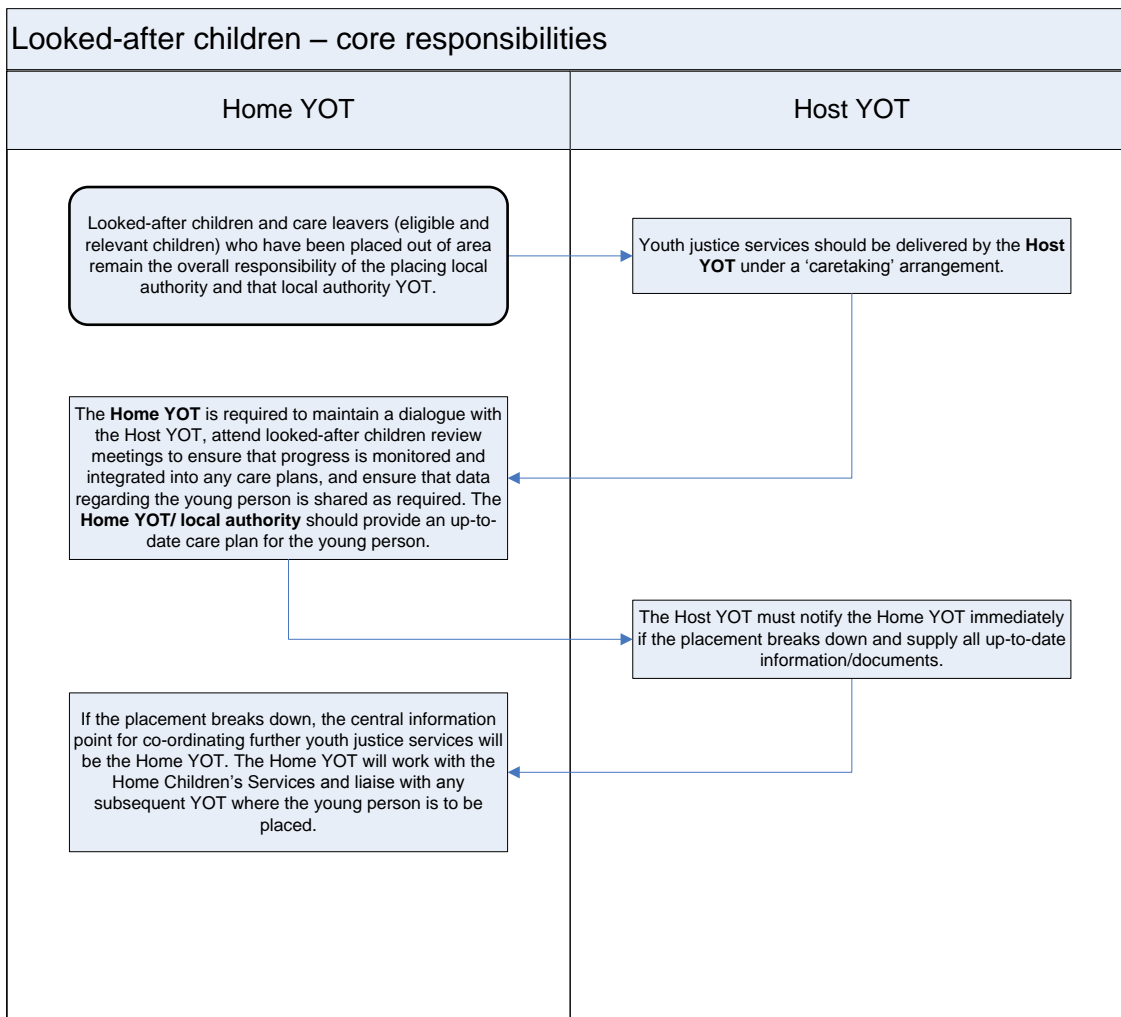 Looked-after children – core responsibilities
Home YOT
Host YOT
Looked-after children and care leavers (eligible and
relevant children) who have been placed out of area
remain the overall responsibility of the placing local
authority and that local authority YOT.
Youth justice services should be delivered by the Host
YOT under a ‘caretaking’ arrangement.
The Home YOT is required to maintain a dialogue with
the Host YOT, attend looked-after children review
meetings to ensure that progress is monitored and
integrated into any care plans, and ensure that data
regarding the young person is shared as required. The
Home YOT/ local authority should provide an up-to-
date care plan for the young person.
The Host YOT must notify the Home YOT immediately
if the placement breaks down and supply all up-to-date
information/documents.
If the placement breaks down, the central information
point for co-ordinating further youth justice services will
be the Home YOT. The Home YOT will work with the
Home Children’s Services and liaise with any
subsequent YOT where the young person is to be
placed.